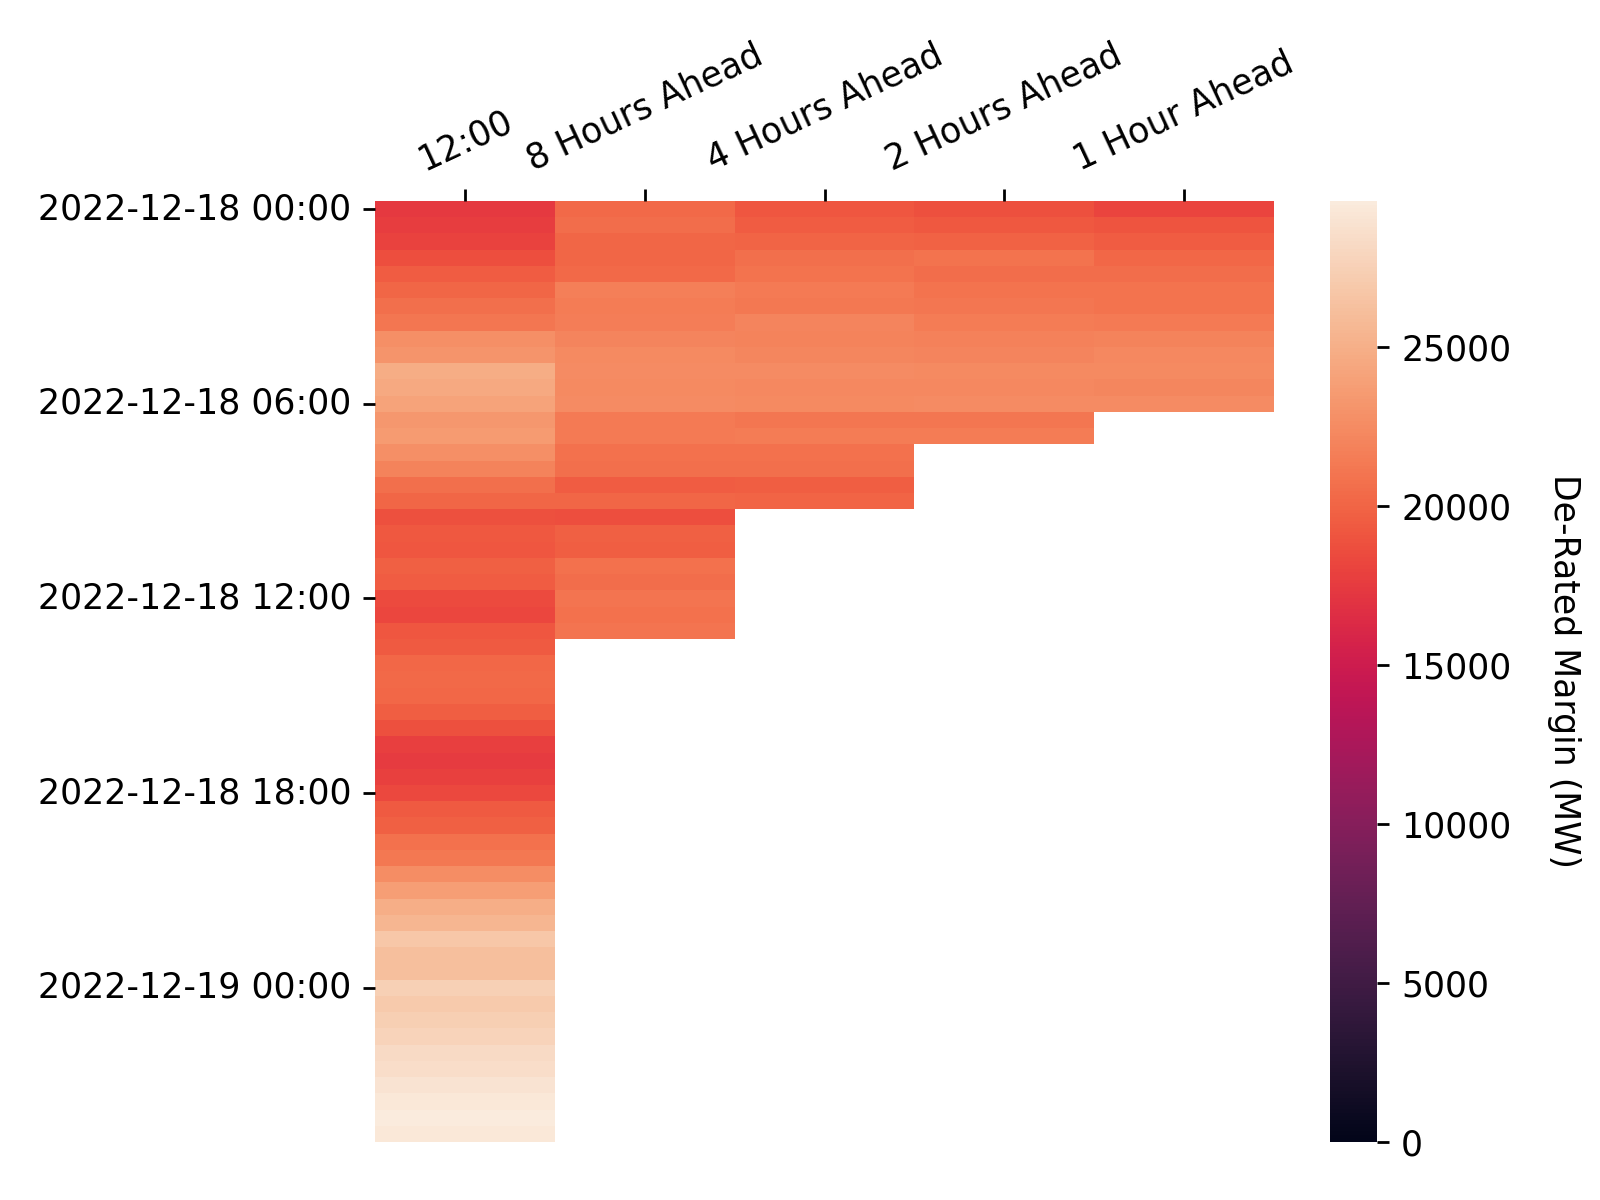 12:00
8 Hours Ahead
4 Hours Ahead
2 Hours Ahead
1 Hour Ahead
2022-12-18 00:00
2022-12-18 06:00
2022-12-18 12:00
2022-12-18 18:00
2022-12-19 00:00
25000
20000
15000
10000
5000
0
De-Rated Margin (MW)